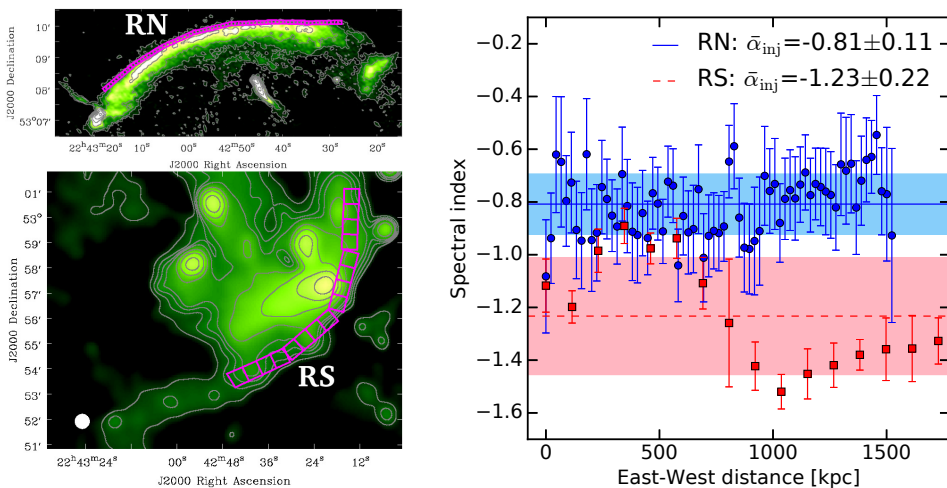 RN
J2000 Declination
10'
09'
08'
53°07'
22ʰ43ᵐ20ˢ 10ˢ 00ˢ 42ᵐ50ˢ 40ˢ 30ˢ 20ˢ
J2000 Right Ascension
RS
J2000 Declination
01'
53°
59'
58'
57'
56'
55'
54'
53'
52'
51'
22ʰ43ᵐ24ˢ 00ˢ 42ᵐ48ˢ 36ˢ 24ˢ 12ˢ
J2000 Right Ascension
RN: ᾱinj=-0.81±0.11
RS: ᾱinj=-1.23±0.22
Spectral index
−0.2
−0.4
−0.6
−0.8
−1.0
−1.2
−1.4
−1.6
0 500 1000 1500
East-West distance [kpc]